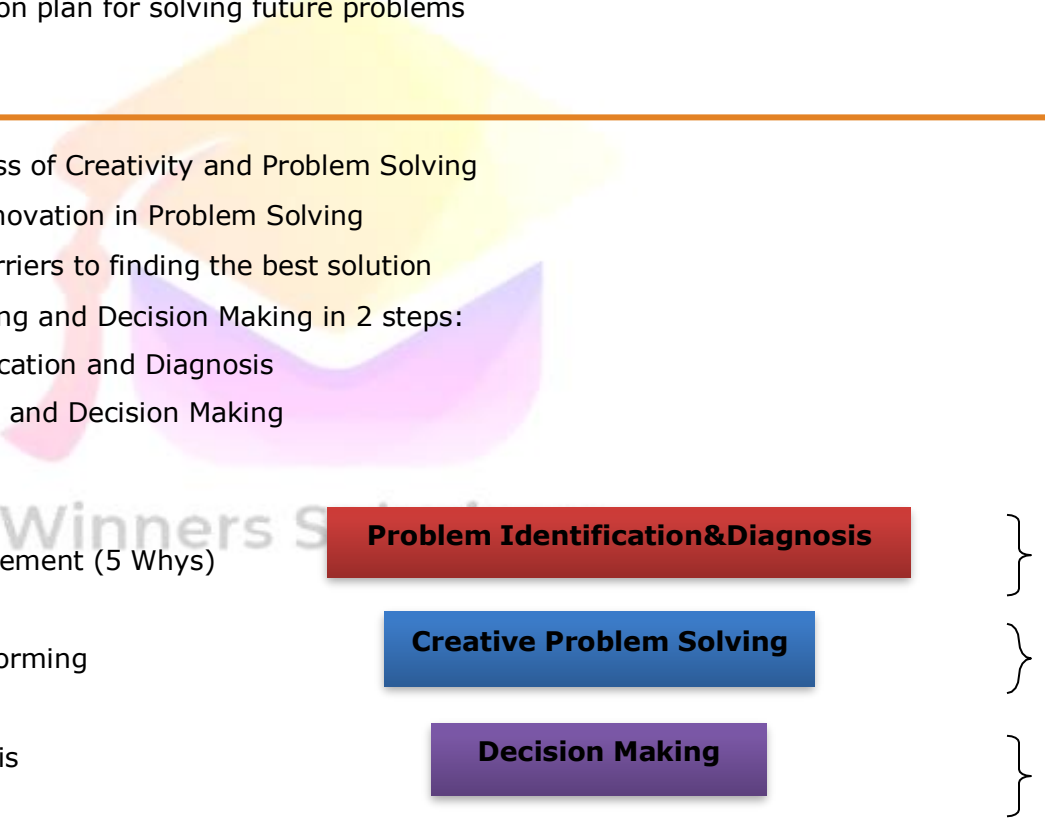 on plan for solving future problems
ss of Creativity and Problem Solving
novation in Problem Solving
rriers to finding the best solution
ng and Decision Making in 2 steps:
cation and Diagnosis
and Decision Making
Winners S
Problem Identification&Diagnosis
ement (5 Whys)
Creative Problem Solving
orming
Decision Making
is